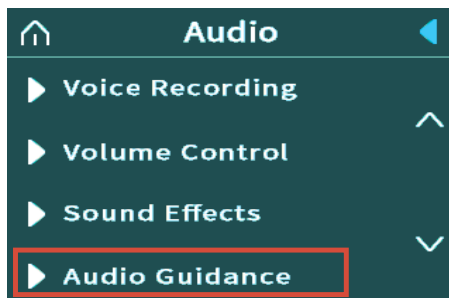 Audio
Voice Recording
Volume Control
Sound Effects
Audio Guidance